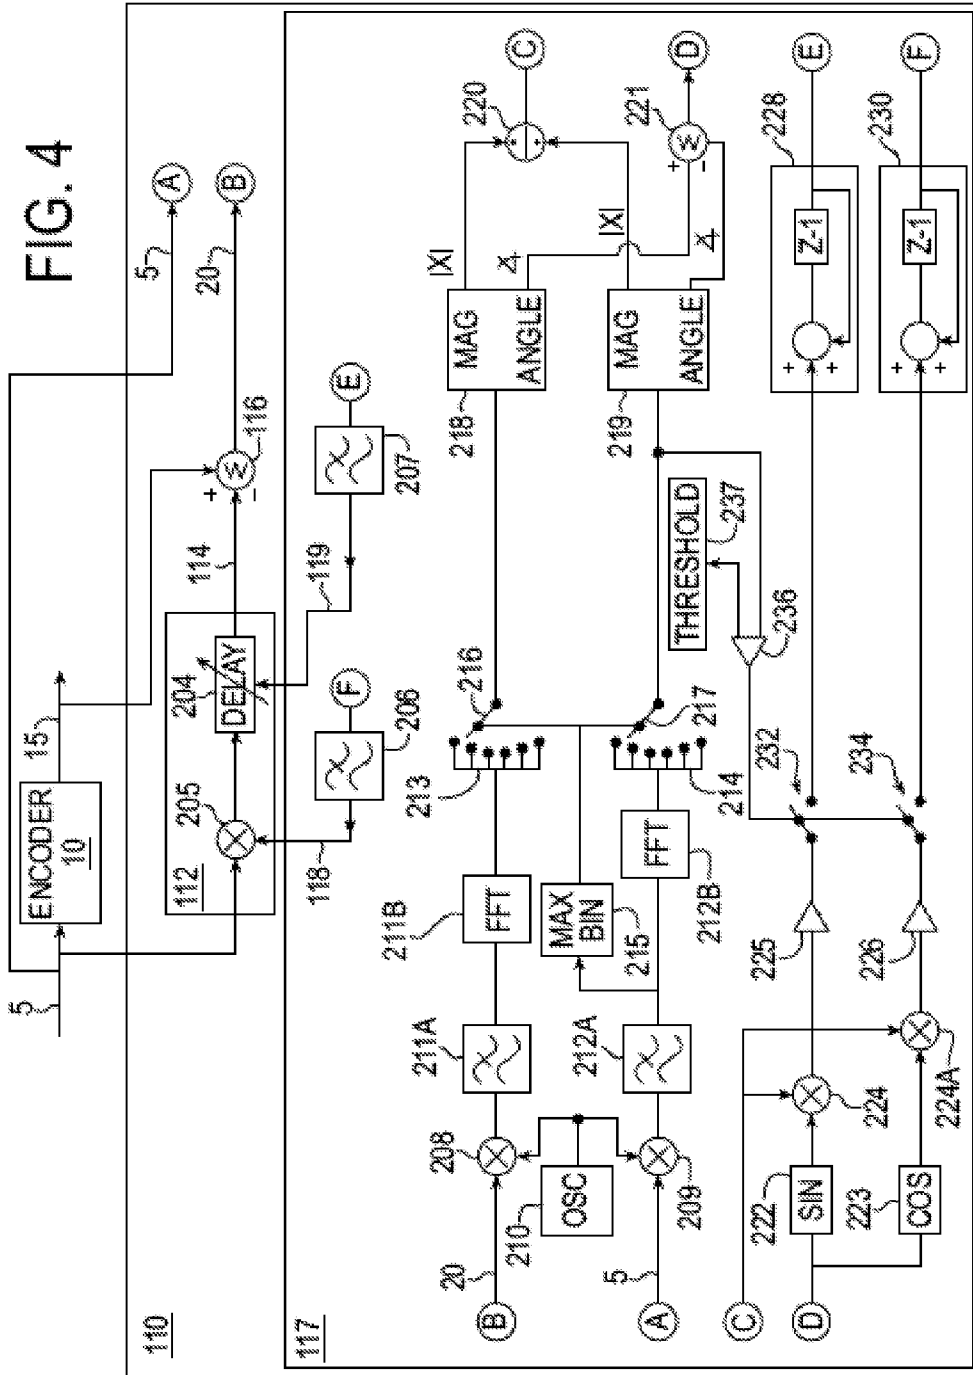 FIG. 4
5
ENCODER
10
15
5
A
20
B
110
112
205
204
DELAY
114
+
−
Σ
116
118
206
F
119
207
E
117
B
20
208
211A
211B
FFT
213
216
218
MAG
ANGLE
|X|
∡
220
C
210
OSC
MAX
BIN
215
A
5
209
212A
212B
FFT
214
217
219
MAG
ANGLE
|X|
∡
+
−
Σ
221
D
THRESHOLD
237
236
C
D
222
SIN
224
225
232
+
+
Z-1
228
E
223
COS
224A
226
234
+
+
Z-1
230
F